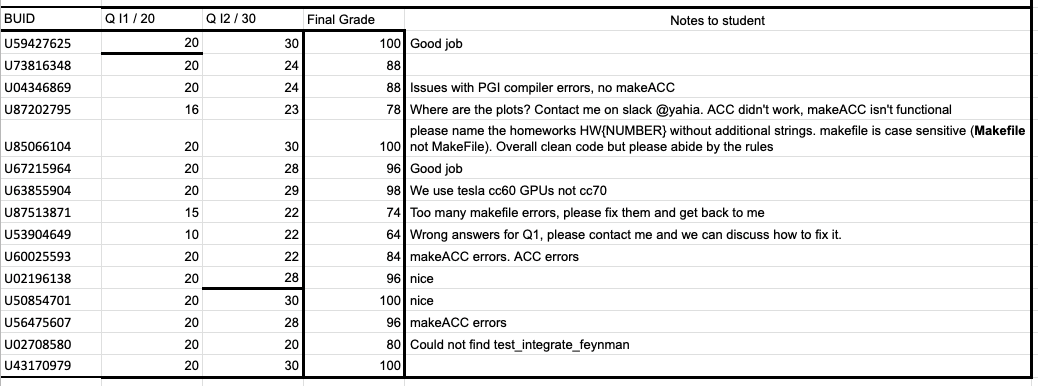 BUID Q I1 / 20 Q I2 / 30 Final Grade Notes to student
U59427625 20 30 100 Good job
U73816348 20 24 88
U04346869 20 24 88 Issues with PGI compiler errors, no makeACC
U87202795 16 23 78 Where are the plots? Contact me on slack @yahia. ACC didn't work, makeACC isn't functional
please name the homeworks HW{NUMBER} without additional strings. makefile is case sensitive (Makefile
U85066104 20 30 100 not MakeFile). Overall clean code but please abide by the rules
U67215964 20 28 96 Good job
U63855904 20 29 98 We use tesla cc60 GPUs not cc70
U87513871 15 22 74 Too many makefile errors, please fix them and get back to me
U53904649 10 22 64 Wrong answers for Q1, please contact me and we can discuss how to fix it.
U60025593 20 22 84 makeACC errors. ACC errors
U02196138 20 28 96 nice
U50854701 20 30 100 nice
U56475607 20 28 96 makeACC errors
U02708580 20 20 80 Could not find test_integrate_feynman
U43170979 20 30 100